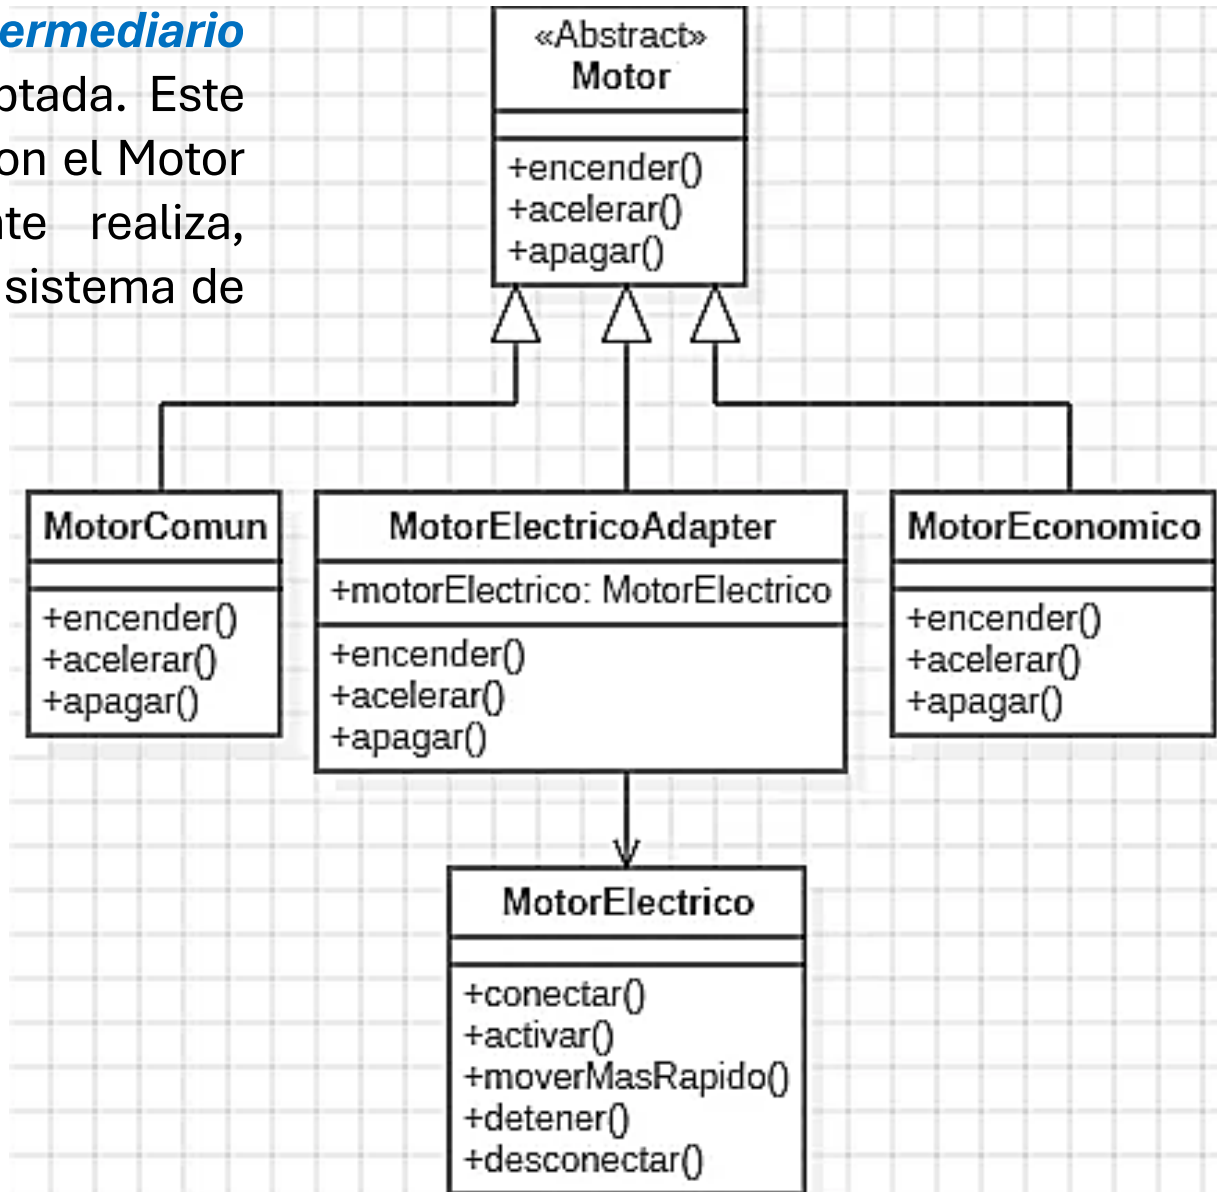 ermediario
ptada. Este
on el Motor
te realiza,
sistema de
«Abstract»
Motor
+encender()
+acelerar()
+apagar()
MotorComun
+encender()
+acelerar()
+apagar()
MotorElectricoAdapter
+motorElectrico: MotorElectrico
+encender()
+acelerar()
+apagar()
MotorEconomico
+encender()
+acelerar()
+apagar()
MotorElectrico
+conectar()
+activar()
+moverMasRapido()
+detener()
+desconectar()